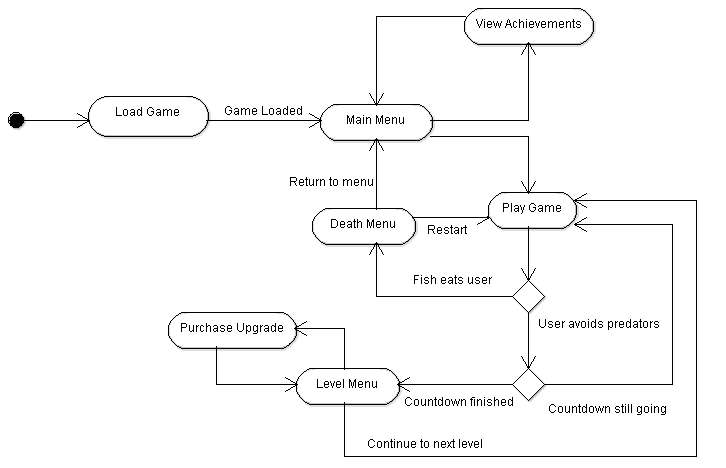 View Achievements
Load Game
Game Loaded
Main Menu
Return to menu
Play Game
Death Menu
Restart
Fish eats user
Purchase Upgrade
User avoids predators
Level Menu
Countdown finished
Countdown still going
Continue to next level